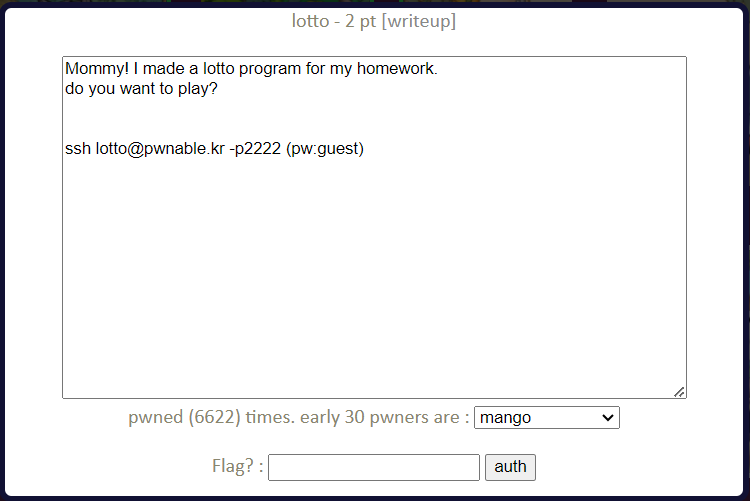 lotto - 2 pt [writeup]
Mommy! I made a lotto program for my homework.
do you want to play?
ssh lotto@pwnable.kr -p2222 (pw:guest)
pwned (6622) times. early 30 pwners are : mango
Flag? : auth